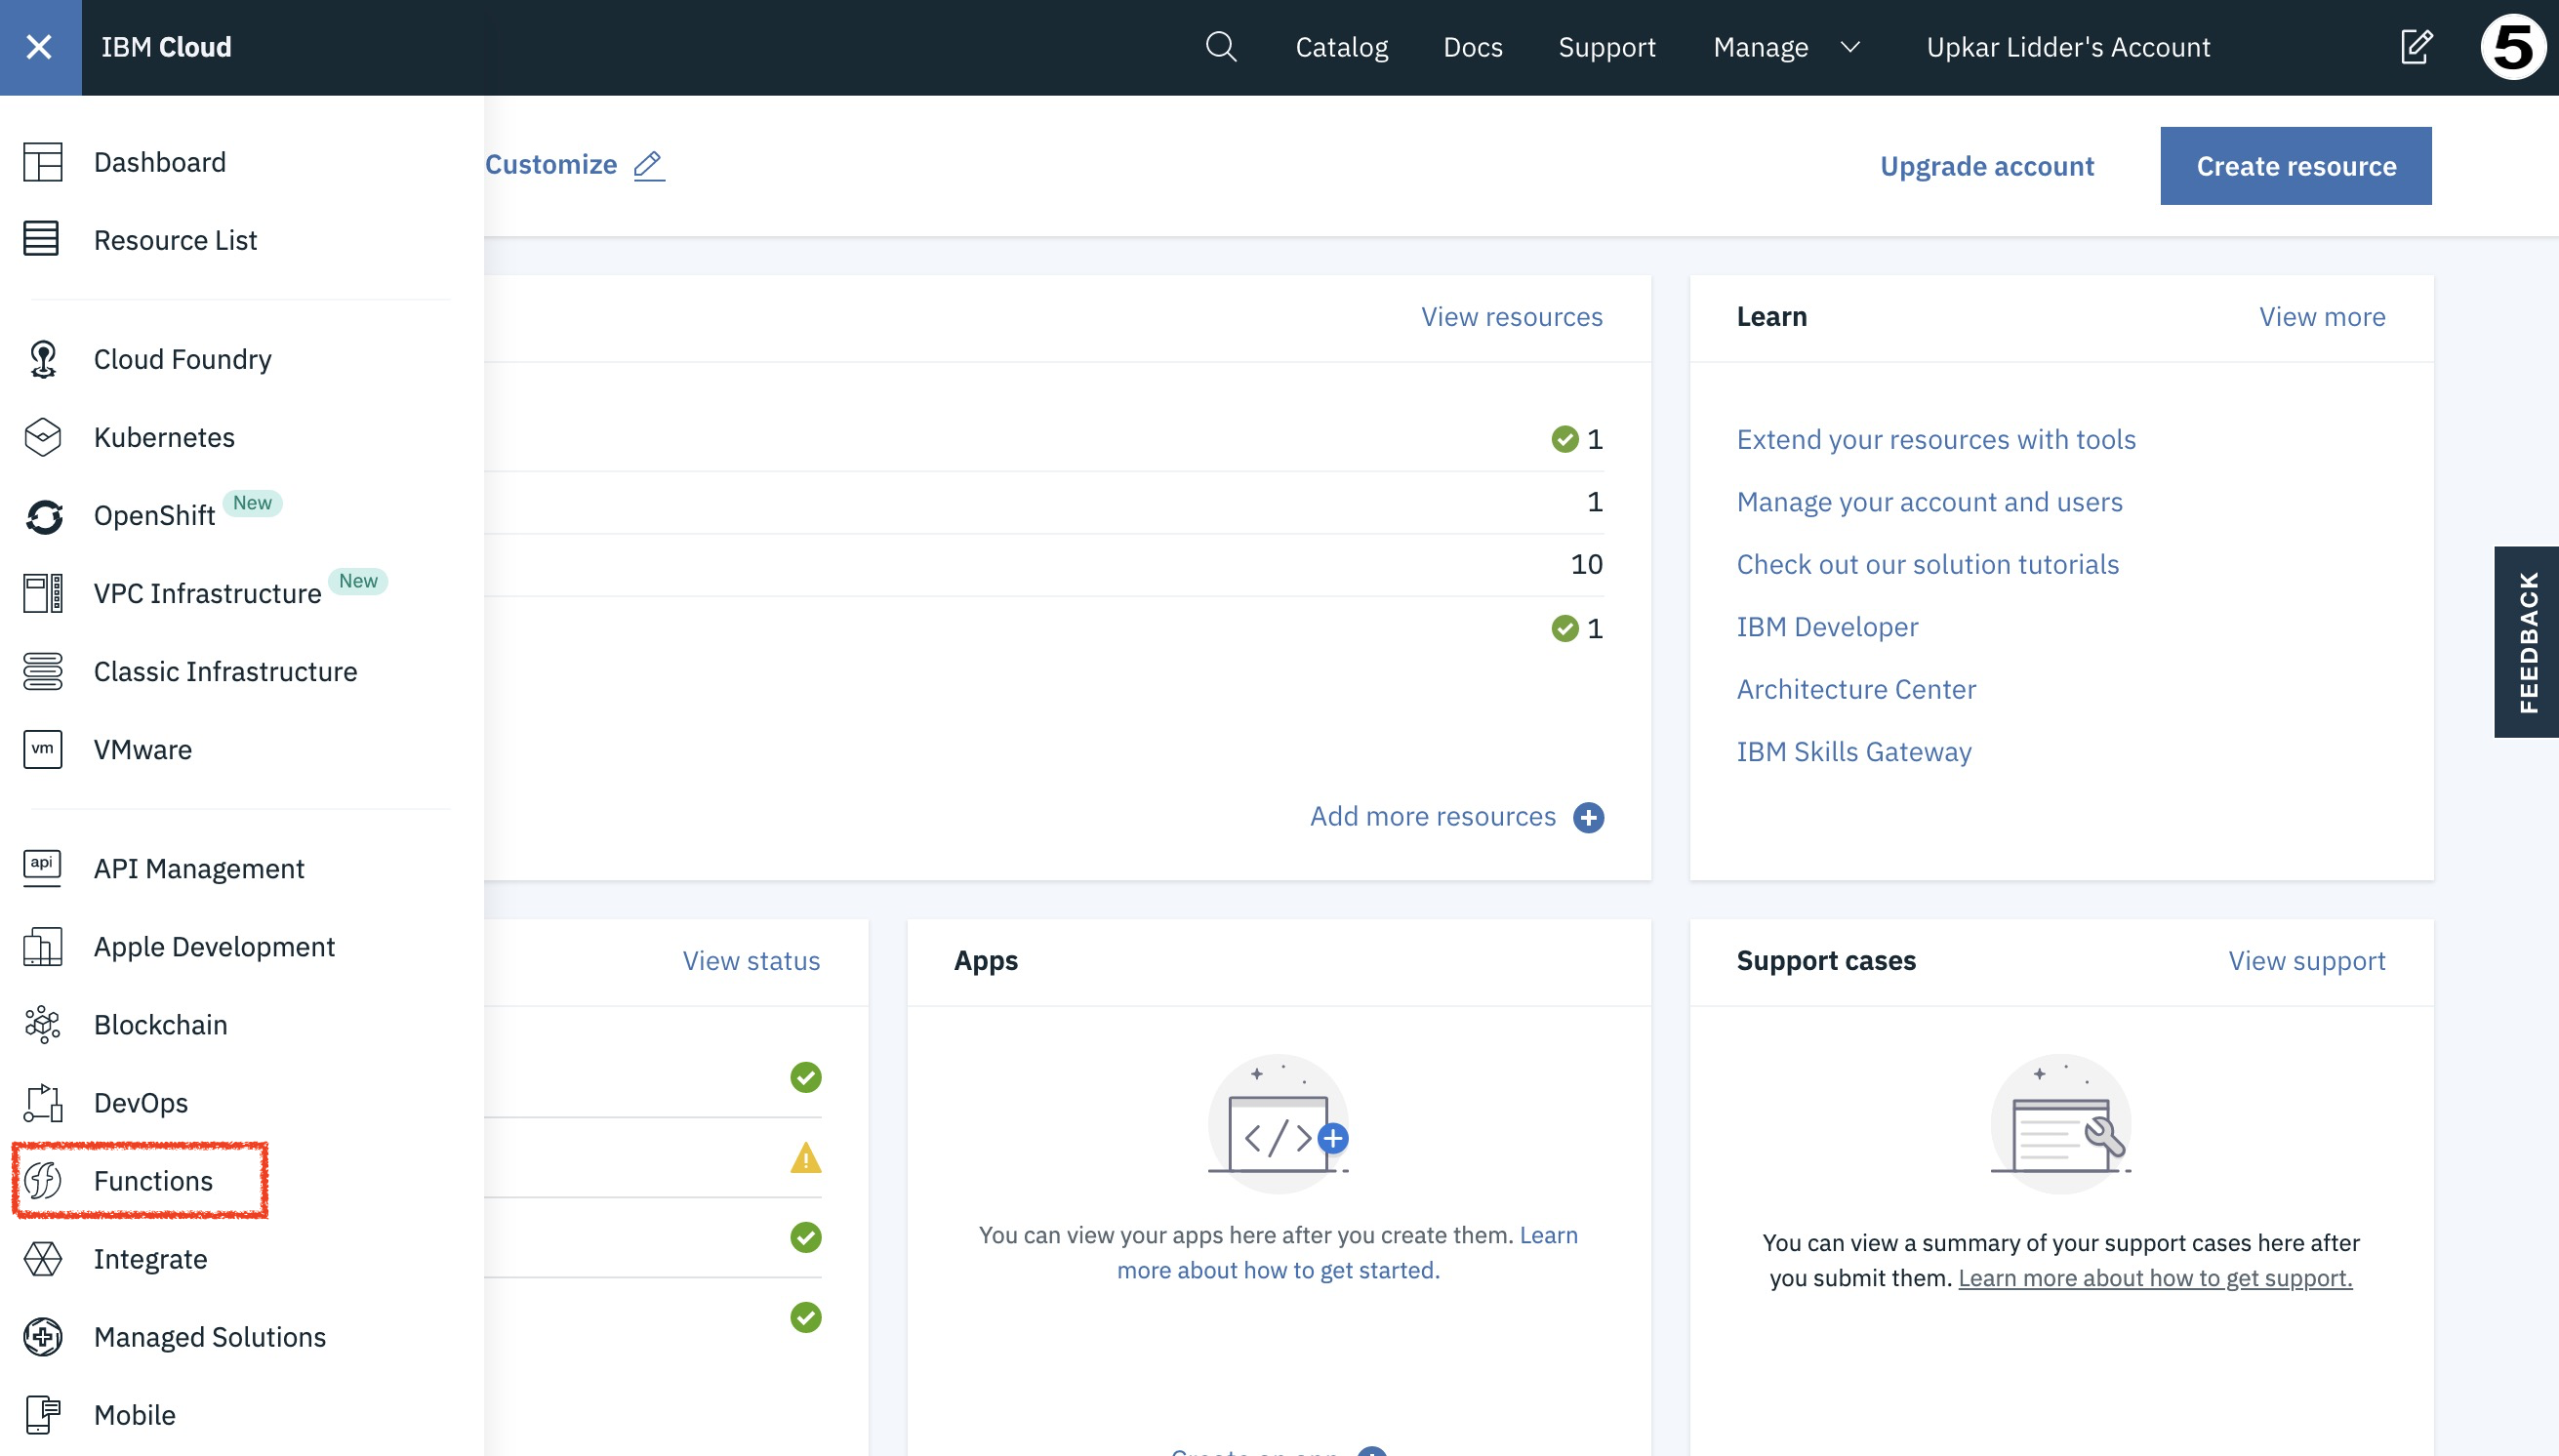 IBM Cloud
Catalog
Docs
Support
Manage
Upkar Lidder's Account
5
Dashboard
Resource List
Cloud Foundry
Kubernetes
OpenShift New
VPC Infrastructure New
Classic Infrastructure
vm VMware
api API Management
Apple Development
Blockchain
DevOps
Functions
Integrate
Managed Solutions
Mobile
Customize
Upgrade account
Create resource
View resources
1
1
10
1
Add more resources
Learn
View more
Extend your resources with tools
Manage your account and users
Check out our solution tutorials
IBM Developer
Architecture Center
IBM Skills Gateway
FEEDBACK
View status
Apps
You can view your apps here after you create them. Learn
more about how to get started.
Support cases
View support
You can view a summary of your support cases here after
you submit them. Learn more about how to get support.